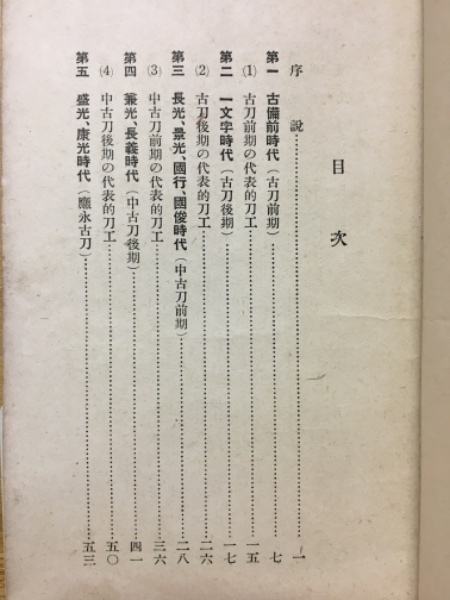 目次
序説……一
第一 古備前時代(古刀前期)……七
(1) 古刀前期の代表的刀工……一五
第二 一文字時代(古刀後期)……一七
(2) 古刀後期の代表的刀工……二六
第三 長光、景光、國行、國俊時代(中古刀前期)……二八
(3) 中古刀前期の代表的刀工……三六
第四 兼光、長義時代(中古刀後期)……四一
(4) 中古刀後期の代表的刀工……五〇
第五 盛光、康光時代(應永古刀)……五三